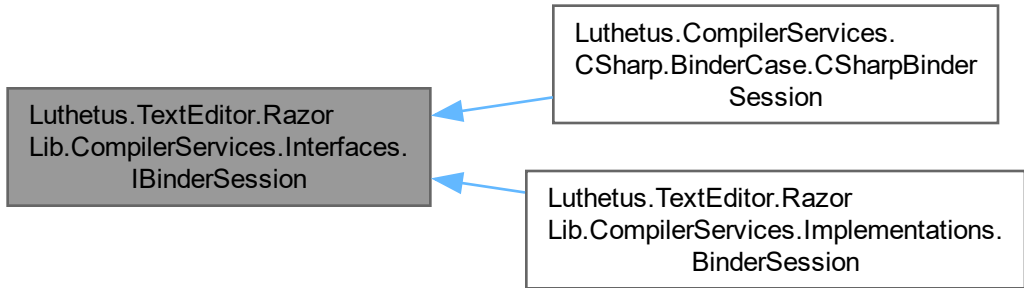 Luthetus.TextEditor.Razor
Lib.CompilerServices.Interfaces.
IBinderSession
Luthetus.CompilerServices.
CSharp.BinderCase.CSharpBinder
Session
Luthetus.TextEditor.Razor
Lib.CompilerServices.Implementations.
BinderSession